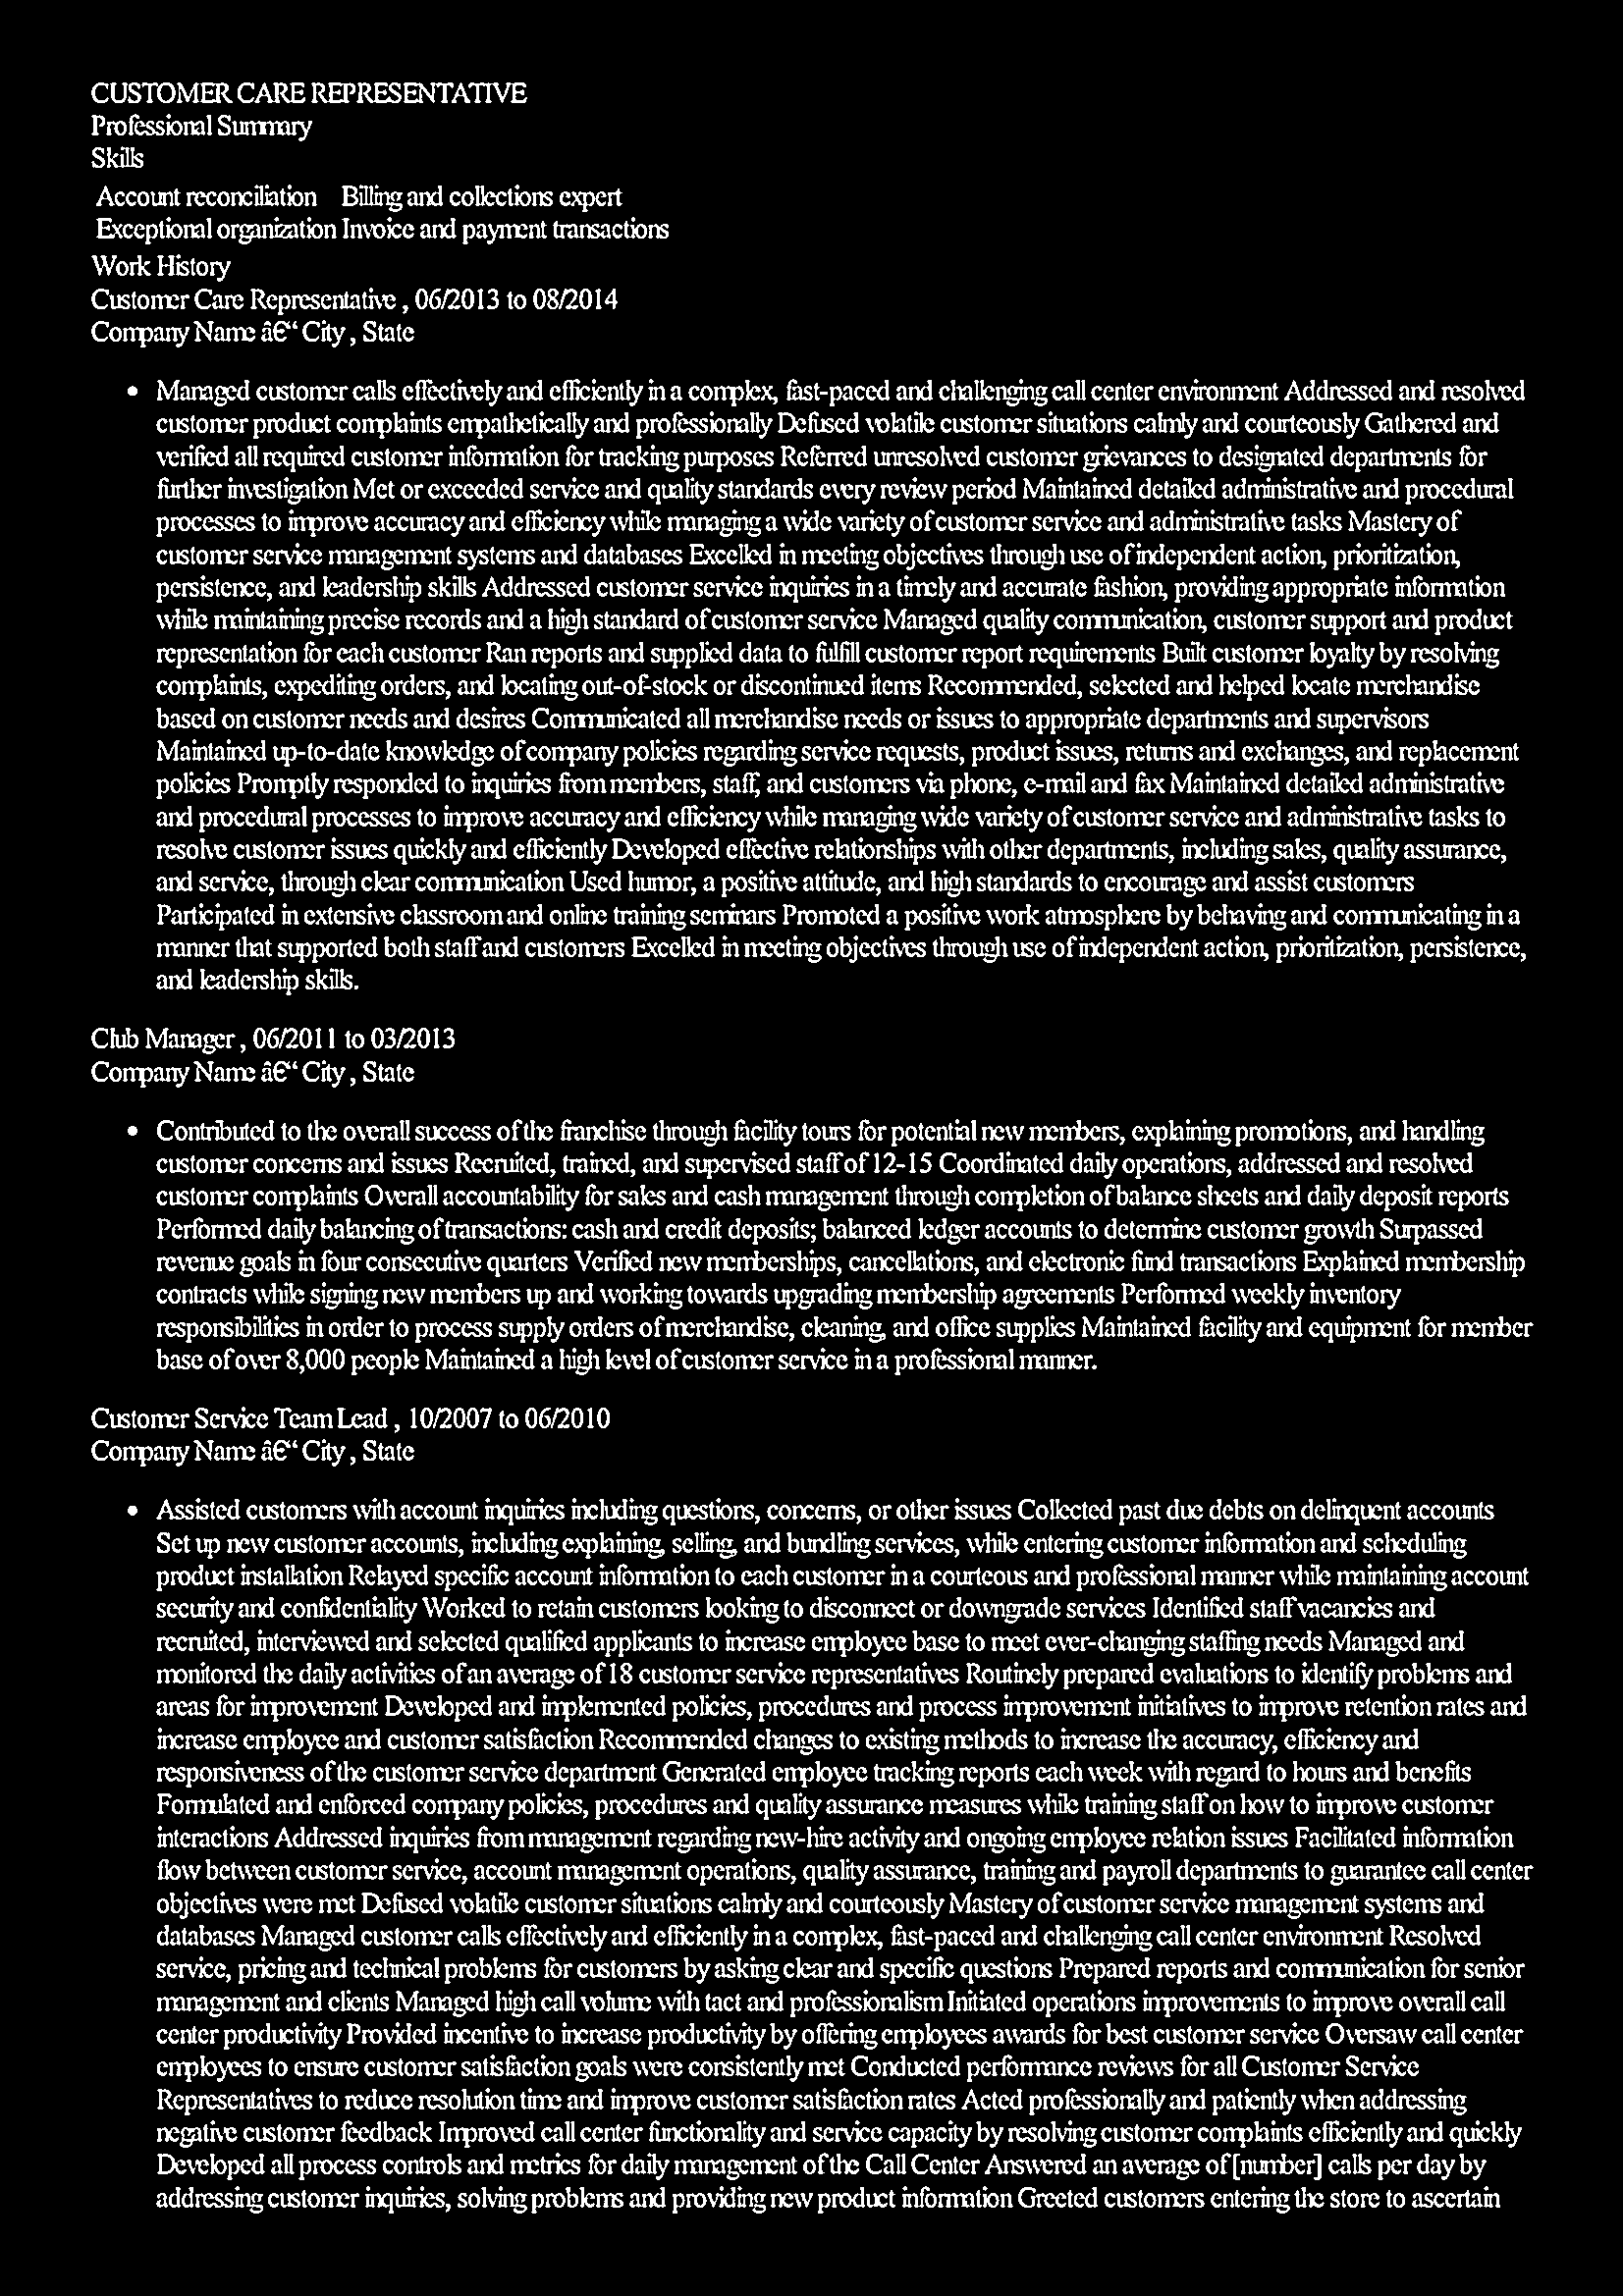 CUSTOMER CARE REPRESENTATIVE
Professional Summary
Skills
Account reconciliation Billing and collections expert
Exceptional organization Invoice and payment transactions
Work History
Customer Care Representative , 06/2013 to 08/2014
Company Name â€“ City , State
• Managed customer calls effectively and efficiently in a complex, fast-paced and challenging call center environment Addressed and resolved
customer product complaints empathetically and professionally Defused volatile customer situations calmly and courteously Gathered and
verified all required customer information for tracking purposes Referred unresolved customer grievances to designated departments for
further investigation Met or exceeded service and quality standards every review period Maintained detailed administrative and procedural
processes to improve accuracy and efficiency while managing a wide variety of customer service and administrative tasks Mastery of
customer service management systems and databases Excelled in meeting objectives through use of independent action, prioritization,
persistence, and leadership skills Addressed customer service inquiries in a timely and accurate fashion, providing appropriate information
while maintaining precise records and a high standard of customer service Managed quality communication, customer support and product
representation for each customer Ran reports and supplied data to fulfill customer report requirements Built customer loyalty by resolving
complaints, expediting orders, and locating out-of-stock or discontinued items Recommended, selected and helped locate merchandise
based on customer needs and desires Communicated all merchandise needs or issues to appropriate departments and supervisors
Maintained up-to-date knowledge of company policies regarding service requests, product issues, returns and exchanges, and replacement
policies Promptly responded to inquiries from members, staff, and customers via phone, e-mail and fax Maintained detailed administrative
and procedural processes to improve accuracy and efficiency while managing wide variety of customer service and administrative tasks to
resolve customer issues quickly and efficiently Developed effective relationships with other departments, including sales, quality assurance,
and service, through clear communication Used humor, a positive attitude, and high standards to encourage and assist customers
Participated in extensive classroom and online training seminars Promoted a positive work atmosphere by behaving and communicating in a
manner that supported both staff and customers Excelled in meeting objectives through use of independent action, prioritization, persistence,
and leadership skills.
Club Manager , 06/2011 to 03/2013
Company Name â€“ City , State
• Contributed to the overall success of the franchise through facility tours for potential new members, explaining promotions, and handling
customer concerns and issues Recruited, trained, and supervised staff of 12-15 Coordinated daily operations, addressed and resolved
customer complaints Overall accountability for sales and cash management through completion of balance sheets and daily deposit reports
Performed daily balancing of transactions: cash and credit deposits; balanced ledger accounts to determine customer growth Surpassed
revenue goals in four consecutive quarters Verified new memberships, cancellations, and electronic fund transactions Explained membership
contracts while signing new members up and working towards upgrading membership agreements Performed weekly inventory
responsibilities in order to process supply orders of merchandise, cleaning, and office supplies Maintained facility and equipment for member
base of over 8,000 people Maintained a high level of customer service in a professional manner.
Customer Service Team Lead , 10/2007 to 06/2010
Company Name â€“ City , State
• Assisted customers with account inquiries including questions, concerns, or other issues Collected past due debts on delinquent accounts
Set up new customer accounts, including explaining, selling, and bundling services, while entering customer information and scheduling
product installation Relayed specific account information to each customer in a courteous and professional manner while maintaining account
security and confidentiality Worked to retain customers looking to disconnect or downgrade services Identified staff vacancies and
recruited, interviewed and selected qualified applicants to increase employee base to meet ever-changing staffing needs Managed and
monitored the daily activities of an average of 18 customer service representatives Routinely prepared evaluations to identify problems and
areas for improvement Developed and implemented policies, procedures and process improvement initiatives to improve retention rates and
increase employee and customer satisfaction Recommended changes to existing methods to increase the accuracy, efficiency and
responsiveness of the customer service department Generated employee tracking reports each week with regard to hours and benefits
Formulated and enforced company policies, procedures and quality assurance measures while training staff on how to improve customer
interactions Addressed inquiries from management regarding new-hire activity and ongoing employee relation issues Facilitated information
flow between customer service, account management operations, quality assurance, training and payroll departments to guarantee call center
objectives were met Defused volatile customer situations calmly and courteously Mastery of customer service management systems and
databases Managed customer calls effectively and efficiently in a complex, fast-paced and challenging call center environment Resolved
service, pricing and technical problems for customers by asking clear and specific questions Prepared reports and communication for senior
management and clients Managed high call volume with tact and professionalism Initiated operations improvements to improve overall call
center productivity Provided incentive to increase productivity by offering employees awards for best customer service Oversaw call center
employees to ensure customer satisfaction goals were consistently met Conducted performance reviews for all Customer Service
Representatives to reduce resolution time and improve customer satisfaction rates Acted professionally and patiently when addressing
negative customer feedback Improved call center functionality and service capacity by resolving customer complaints efficiently and quickly
Developed all process controls and metrics for daily management of the Call Center Answered an average of [number] calls per day by
addressing customer inquiries, solving problems and providing new product information Greeted customers entering the store to ascertain